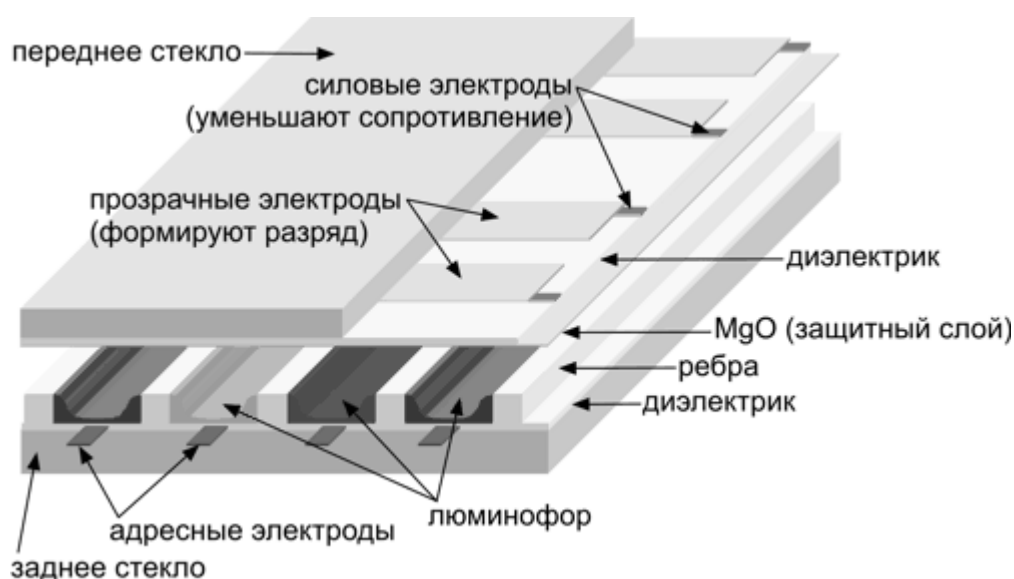 переднее стекло
силовые электроды
(уменьшают сопротивление)
прозрачные электроды
(формируют разряд)
диэлектрик
MgO (защитный слой)
ребра
диэлектрик
люминофор
адресные электроды
заднее стекло